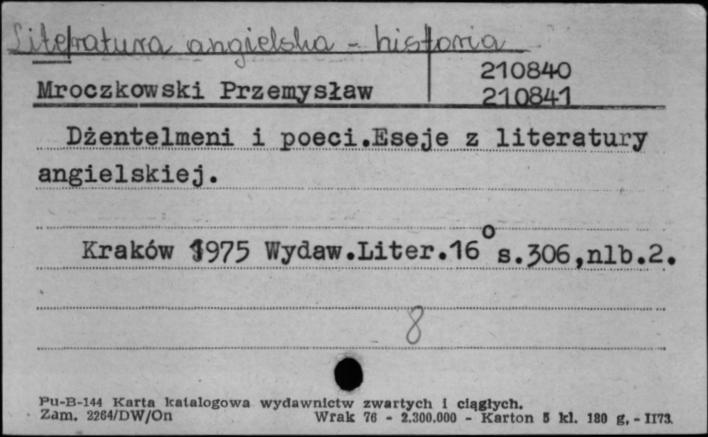 Literatura angielska - historia
210840
Mroczkowski Przemysław
210841
Dżentelmeni i poeci.Eseje z literatury
angielskiej.
Kraków 1975 Wydaw.Liter.16° s.306,nlb.2.
8
Pu-B-144 Karta katalogowa wydawnictw zwartych i ciągłych.
Zam. 2264/DW/On Wrak 76 - 2.300.000 - Karton 5 kl. 180 g. - II73.